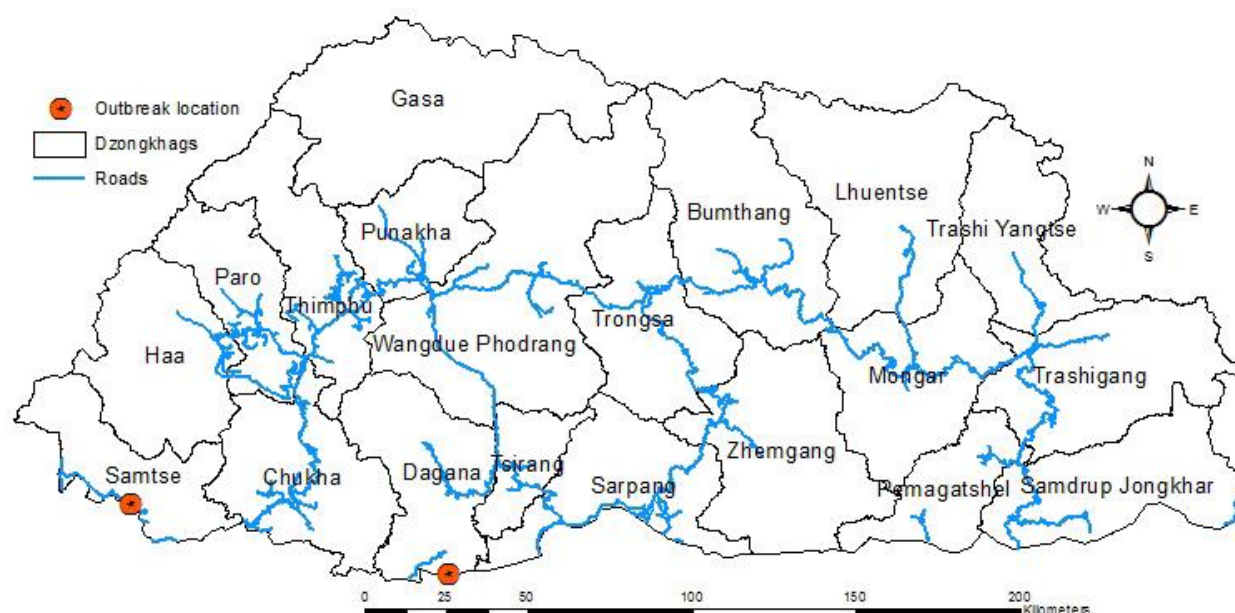 Gasa
Outbreak location
Dzongkhags
Roads
N
W
E
S
Lhuentse
Bumthang
Trashi Yangtse
Punakha
Paro
Thimphu
Trongsa
Haa
Wangdue Phodrang
Mongar
Trashigang
Zhemgang
Samtse
Chukha
Dagana
Tsirang
Sarpang
Pemagatshel
Samdrup Jongkhar
0 25 50 100 150 200
Kilometers